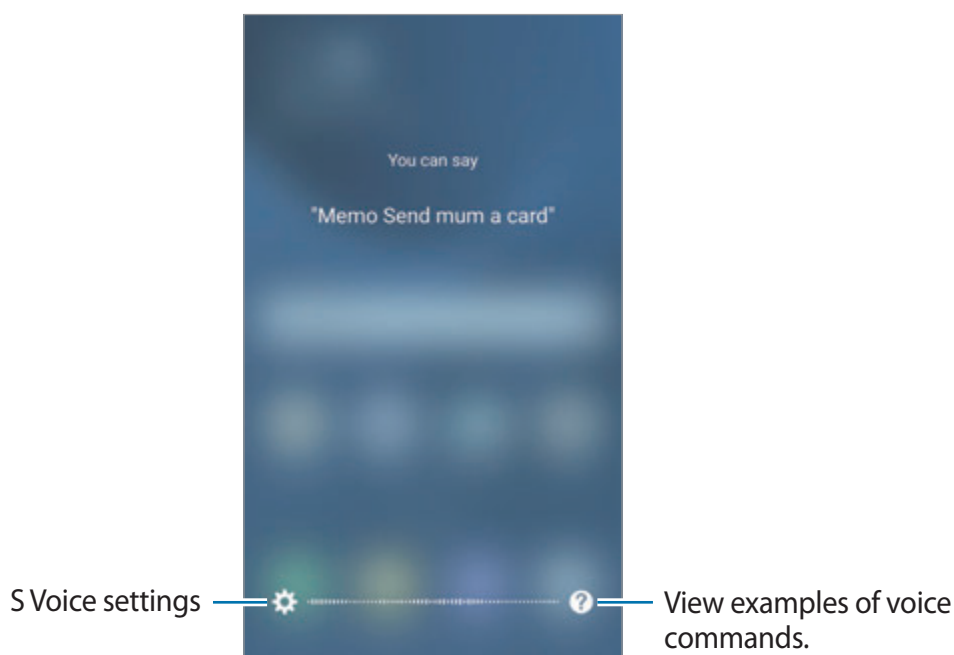 You can say
"Memo Send mum a card"
S Voice settings
?
View examples of voice
commands.